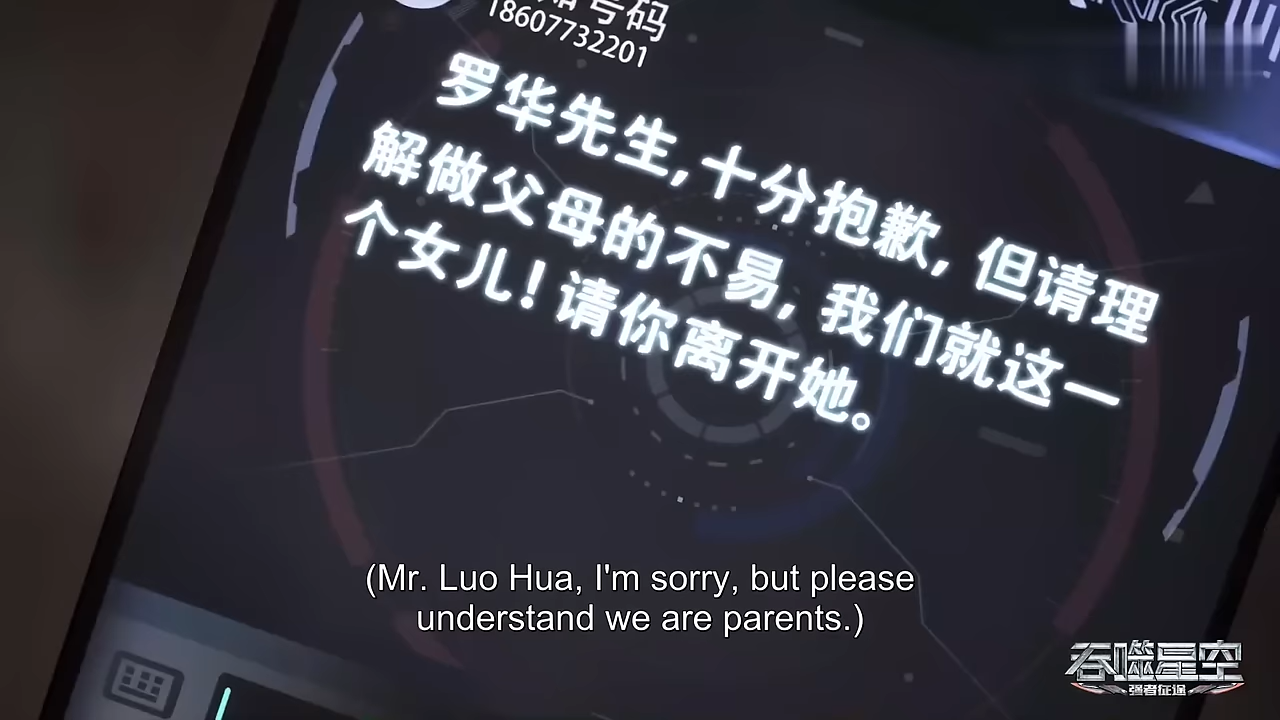 号码
18607732201
罗华先生,十分抱歉, 但请理
解做父母的不易, 我们就这一
个女儿! 请你离开她。
(Mr. Luo Hua, I'm sorry, but please
understand we are parents.)
吞噬星空
强者征途